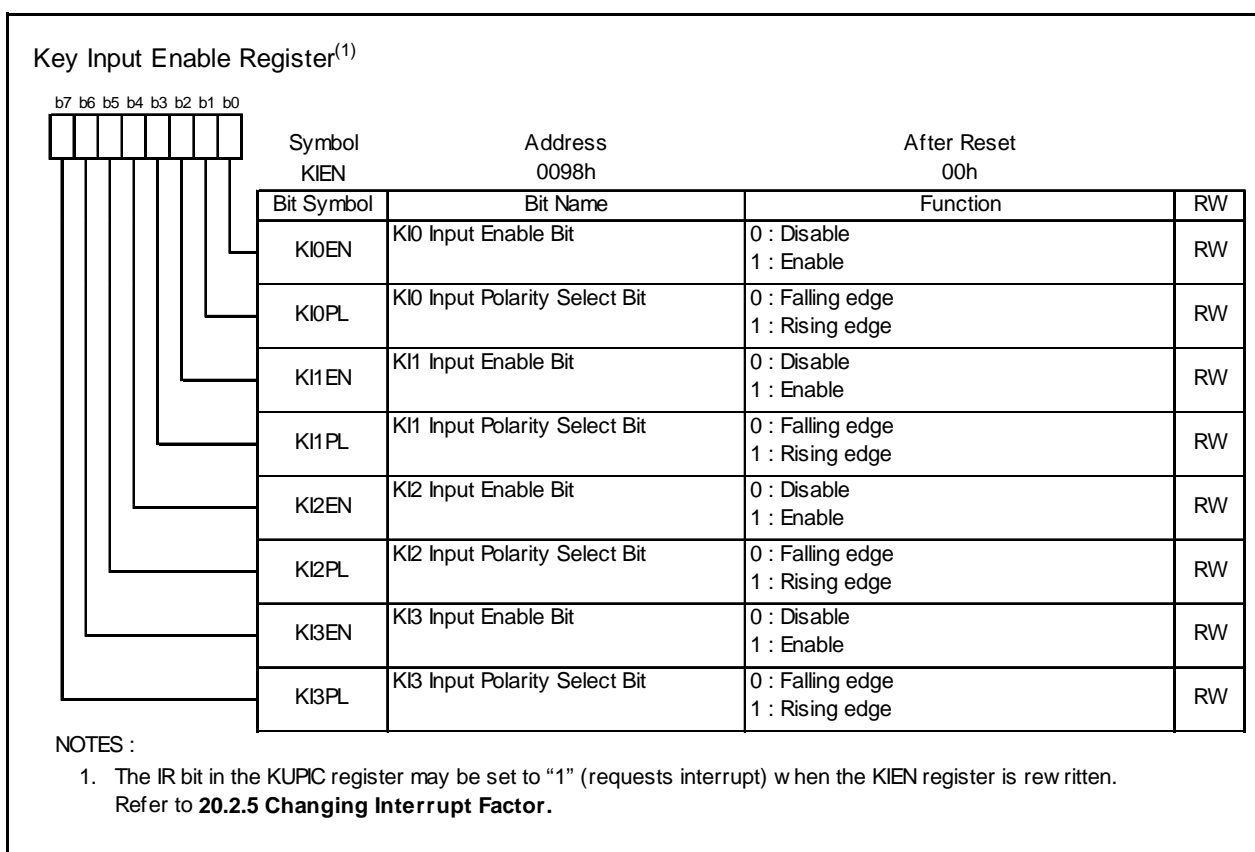 Key Input Enable Register(1)
b7 b6 b5 b4 b3 b2 b1 b0
Symbol Address After Reset
KIEN 0098h 00h
Bit Symbol Bit Name Function RW
KI0EN KI0 Input Enable Bit 0 : Disable RW
1 : Enable
KI0PL KI0 Input Polarity Select Bit 0 : Falling edge RW
1 : Rising edge
KI1EN KI1 Input Enable Bit 0 : Disable RW
1 : Enable
KI1PL KI1 Input Polarity Select Bit 0 : Falling edge RW
1 : Rising edge
KI2EN KI2 Input Enable Bit 0 : Disable RW
1 : Enable
KI2PL KI2 Input Polarity Select Bit 0 : Falling edge RW
1 : Rising edge
KI3EN KI3 Input Enable Bit 0 : Disable RW
1 : Enable
KI3PL KI3 Input Polarity Select Bit 0 : Falling edge RW
1 : Rising edge
NOTES :
1. The IR bit in the KUPIC register may be set to “1” (requests interrupt) when the KIEN register is rewritten.
Refer to 20.2.5 Changing Interrupt Factor.